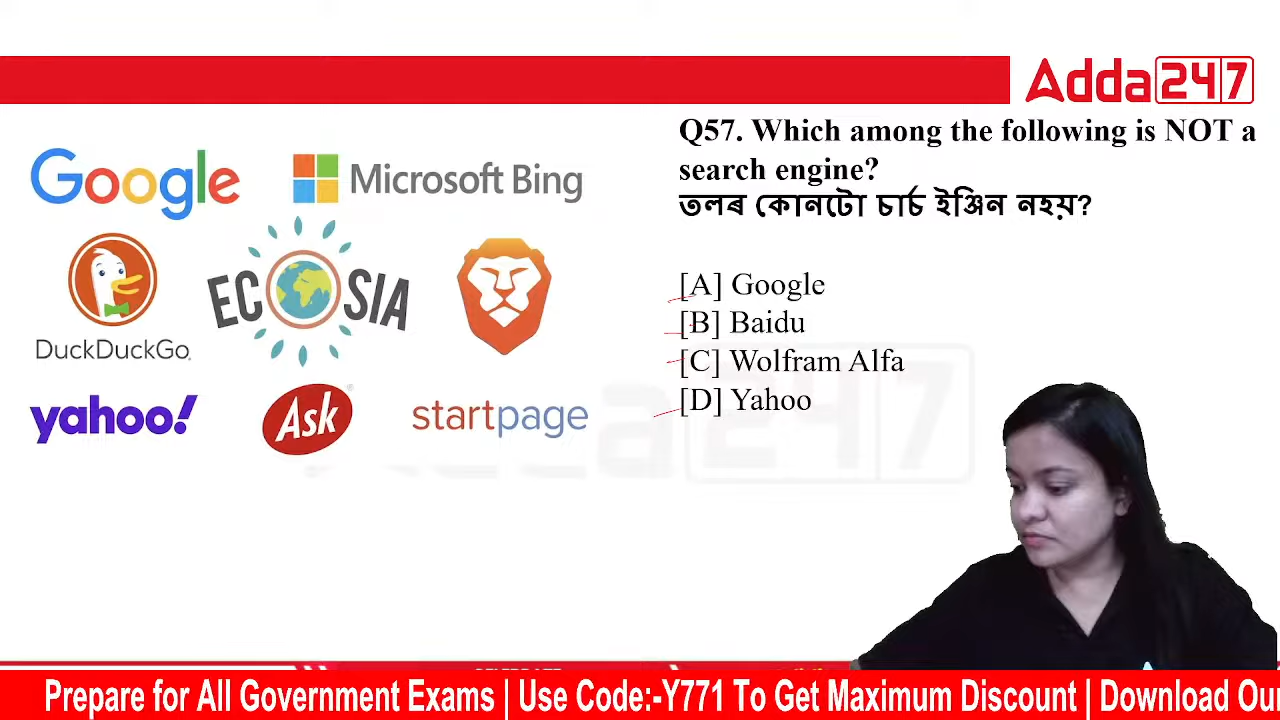 Adda247
Q57. Which among the following is NOT a
search engine?
তলৰ কোনটো চাৰ্চ ইঞ্জিন নহয়?
Google
Microsoft Bing
DuckDuckGo
ECOSIA
yahoo!
Ask
startpage
[A] Google
[B] Baidu
[C] Wolfram Alfa
[D] Yahoo
Prepare for All Government Exams | Use Code:-Y771 To Get Maximum Discount | Download Our